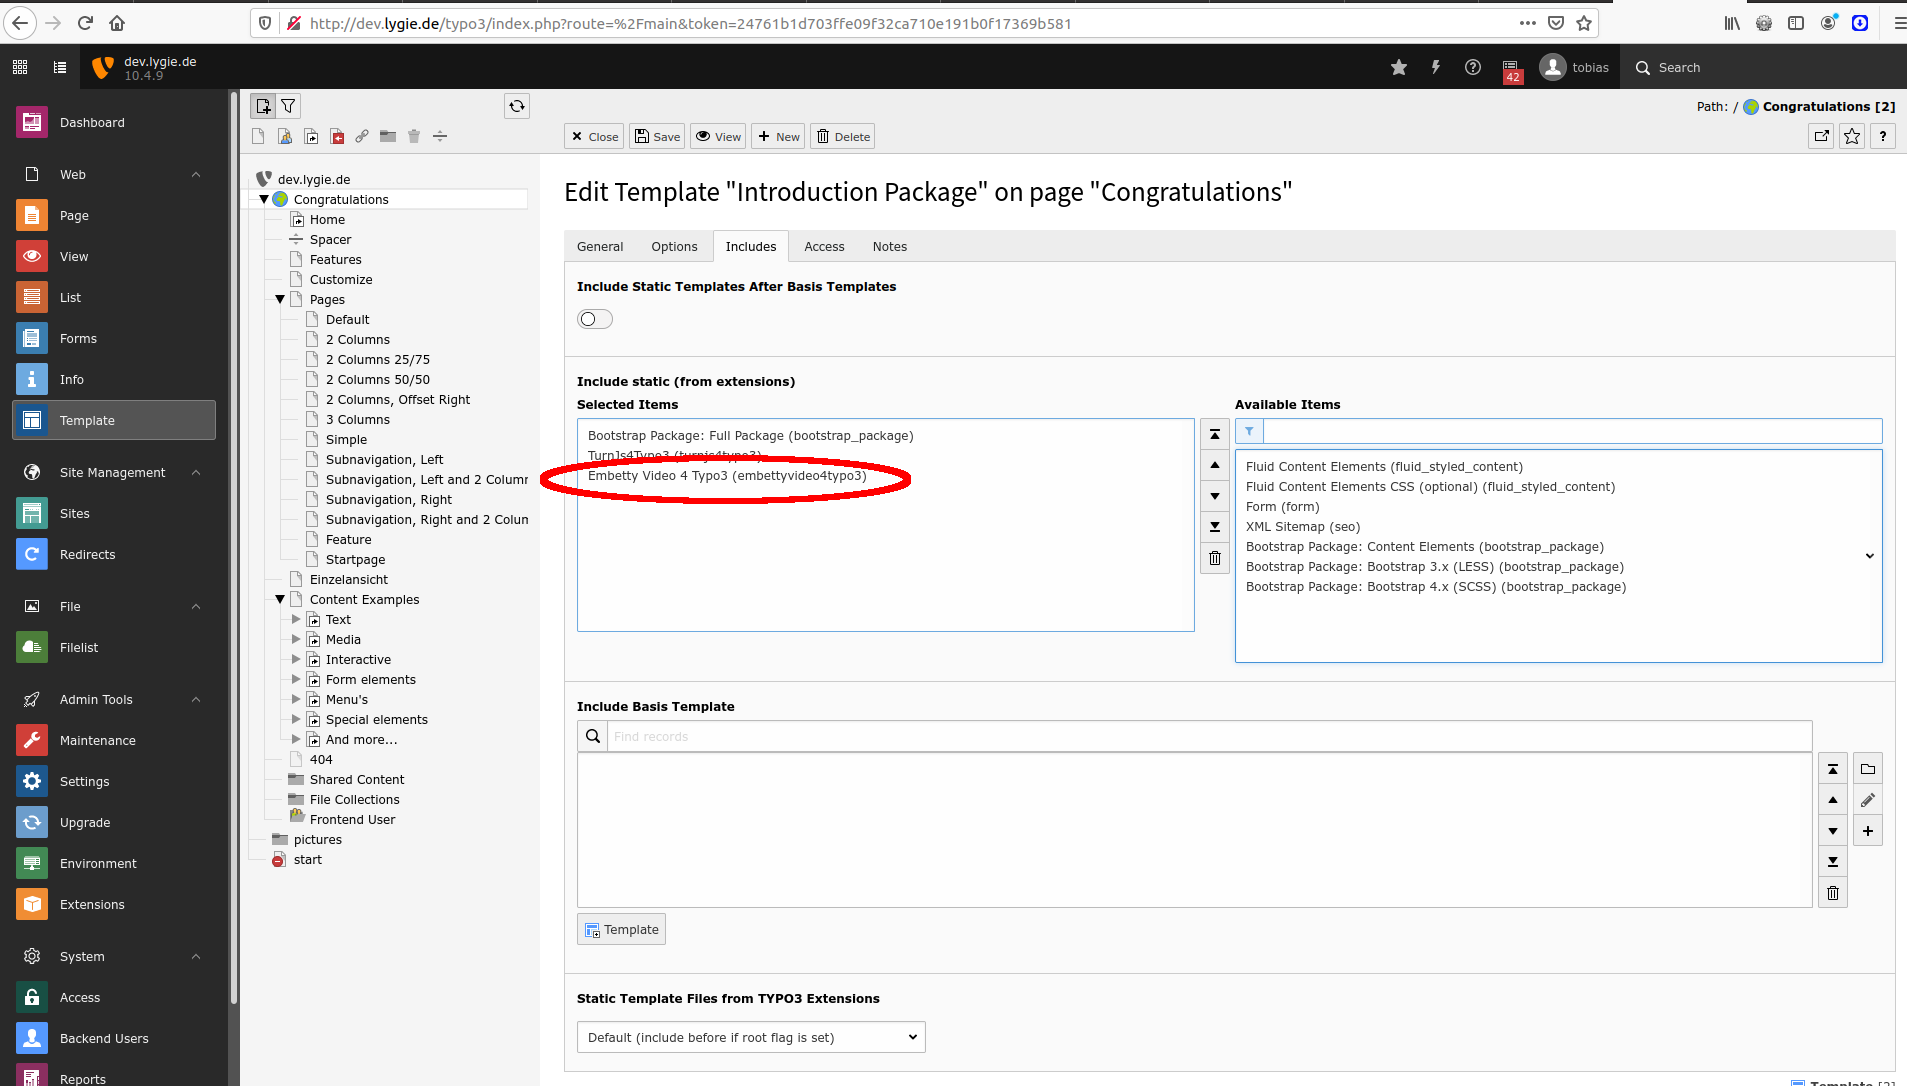 http://dev.lygie.de/typo3/index.php?route=%2Fmain&token=24761b1d703ffe09f32ca710e191b0f17369b581
dev.lygie.de
10.4.9
42
tobias
Search
Dashboard
Web
Page
View
List
Forms
Info
Template
Site Management
Sites
Redirects
File
Filelist
Admin Tools
Maintenance
Settings
Upgrade
Environment
Extensions
System
Access
Backend Users
Reports
dev.lygie.de
Congratulations
Home
Spacer
Features
Customize
Pages
Default
2 Columns
2 Columns 25/75
2 Columns 50/50
2 Columns, Offset Right
3 Columns
Simple
Subnavigation, Left
Subnavigation, Left and 2 Column
Subnavigation, Right
Subnavigation, Right and 2 Colum
Feature
Startpage
Einzelansicht
Content Examples
Text
Media
Interactive
Form elements
Menu's
Special elements
And more...
404
Shared Content
File Collections
Frontend User
pictures
start
Path: / Congratulations [2]
Close Save View New Delete
Edit Template "Introduction Package" on page "Congratulations"
General Options Includes Access Notes
Include Static Templates After Basis Templates
Include static (from extensions)
Selected Items
Bootstrap Package: Full Package (bootstrap_package)
TurnJs4Typo3 (turnjs4typo3)
Embetty Video 4 Typo3 (embettyvideo4typo3)
Available Items
Fluid Content Elements (fluid_styled_content)
Fluid Content Elements CSS (optional) (fluid_styled_content)
Form (form)
XML Sitemap (seo)
Bootstrap Package: Content Elements (bootstrap_package)
Bootstrap Package: Bootstrap 3.x (LESS) (bootstrap_package)
Bootstrap Package: Bootstrap 4.x (SCSS) (bootstrap_package)
Include Basis Template
Find records
Template
Static Template Files from TYPO3 Extensions
Default (include before if root flag is set)
Template [2]